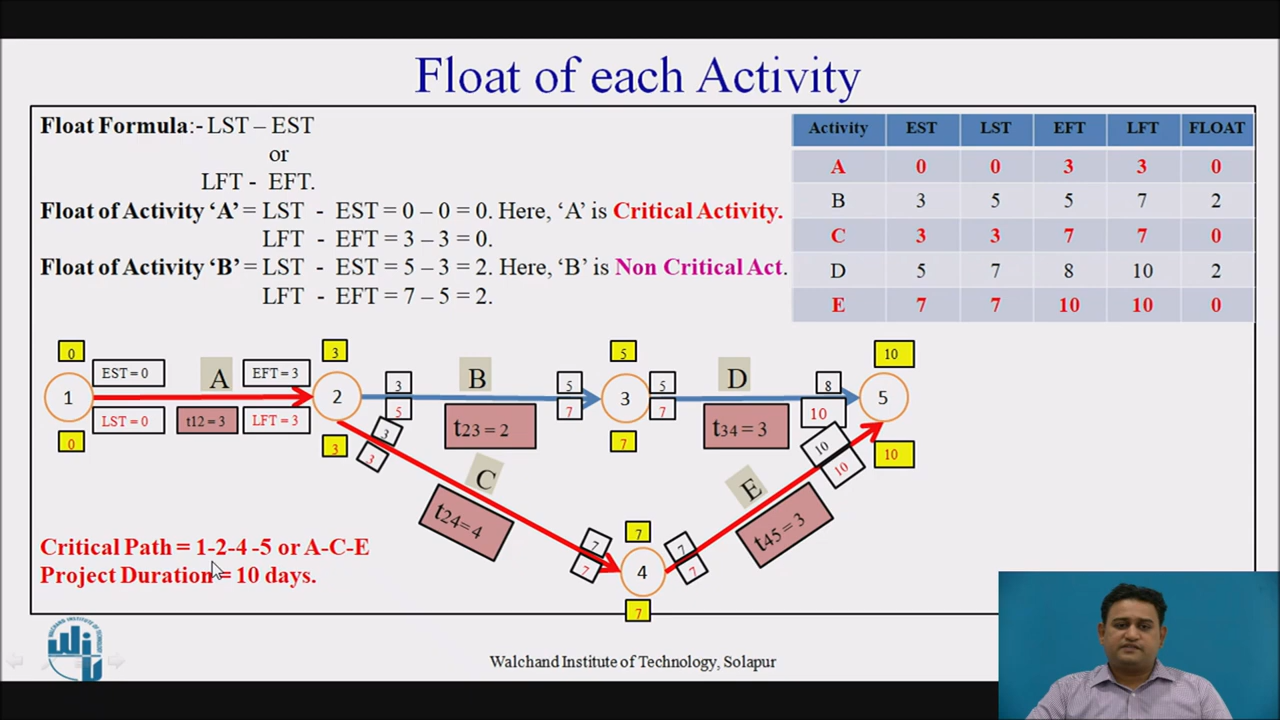 Float of each Activity
Float Formula:- LST – EST
or
LFT - EFT.
Float of Activity ‘A’ = LST - EST = 0 – 0 = 0. Here, ‘A’ is Critical Activity.
LFT - EFT = 3 – 3 = 0.
Float of Activity ‘B’ = LST - EST = 5 – 3 = 2. Here, ‘B’ is Non Critical Act.
LFT - EFT = 7 – 5 = 2.
Activity EST LST EFT LFT FLOAT
A 0 0 3 3 0
B 3 5 5 7 2
C 3 3 7 7 0
D 5 7 8 10 2
E 7 7 10 10 0
0 3 5 10
EST = 0 A EFT = 3 3 B 5 5 D 8
1 2 3 5
LST = 0 t12 = 3 LFT = 3 5 t23 = 2 7 7 t34 = 3 10
0 3 7 10
3 3 C t24 = 4 7 7
7 7 E t45 = 3 10 10
7
4
7
Critical Path = 1-2-4 -5 or A-C-E
Project Duration = 10 days.
WALCHAND INSTITUTE OF TECHNOLOGY
Walchand Institute of Technology, Solapur